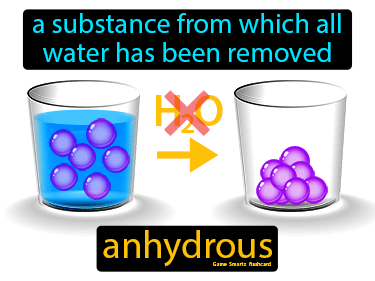 a substance from which all
water has been removed
H₂O
anhydrous
Game Smartz flashcard